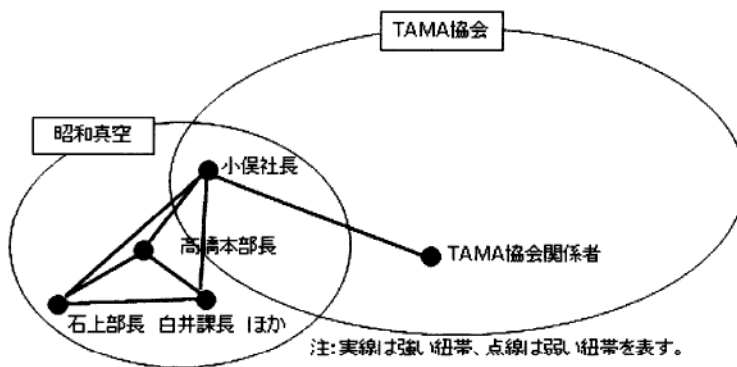 TAMA協会
昭和真空
小俣社長
高橋本部長
TAMA協会関係者
石上部長 白井課長 ほか
注:実線は強い紐帯、点線は弱い紐帯を表す。